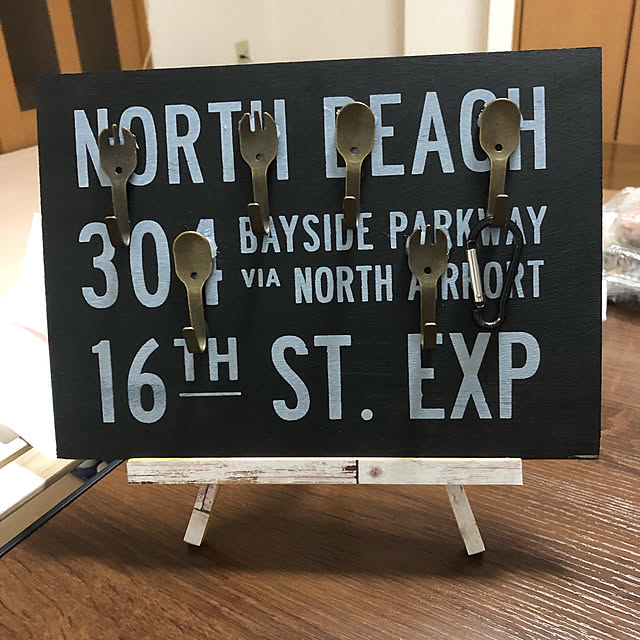 NORTH BEACH
304 BAYSIDE PARKWAY
VIA NORTH AIRPORT
16TH ST. EXP